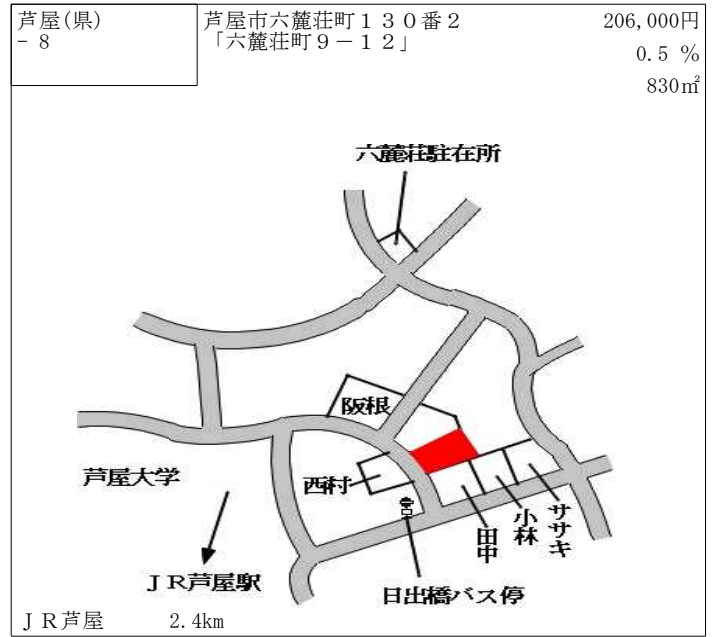 芦屋(県)
－８
芦屋市六麓荘町１３０番２
「六麓荘町９－１２」
206,000円
0.5 %
830㎡
六麓荘駐在所
阪根
芦屋大学
西村
田中
小林
ササキ
ＪＲ芦屋駅
日出橋バス停
ＪＲ芦屋 2.4km